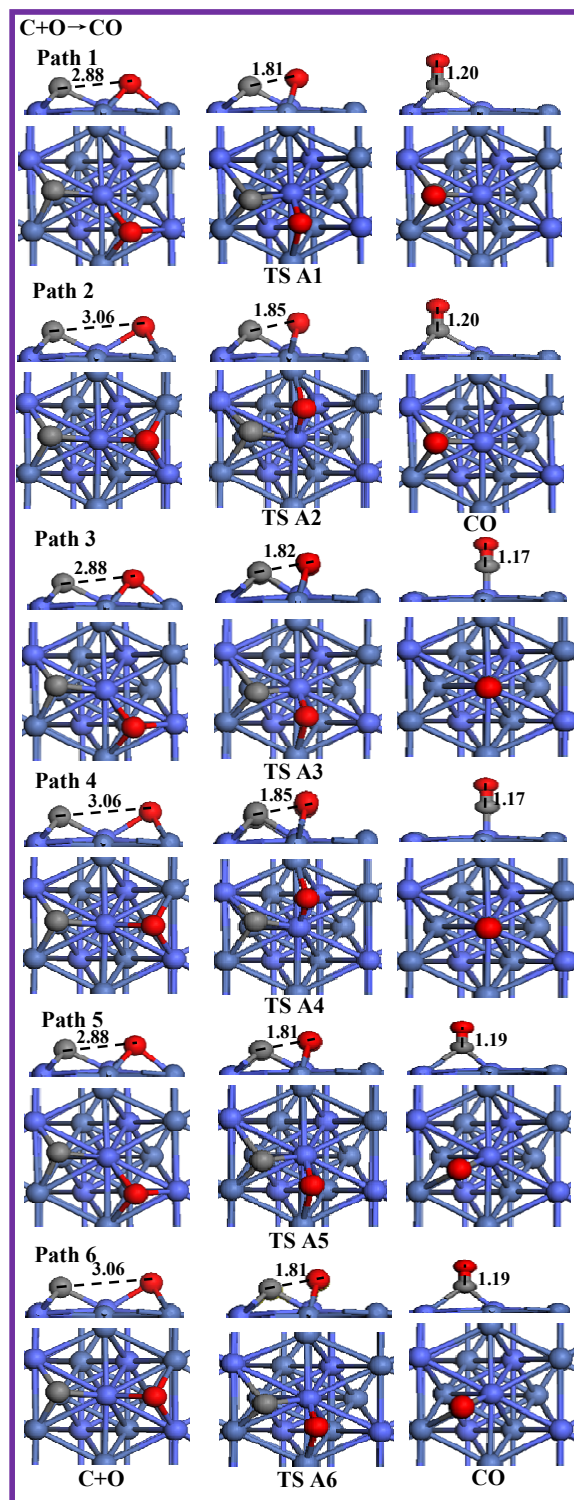 C+O→CO
Path 1
2.88 1.81 1.20
TS A1
Path 2
3.06 1.85 1.20
TS A2 CO
Path 3
2.88 1.82 1.17
TS A3
Path 4
3.06 1.85 1.17
TS A4
Path 5
2.88 1.81 1.19
TS A5
Path 6
3.06 1.81 1.19
C+O TS A6 CO